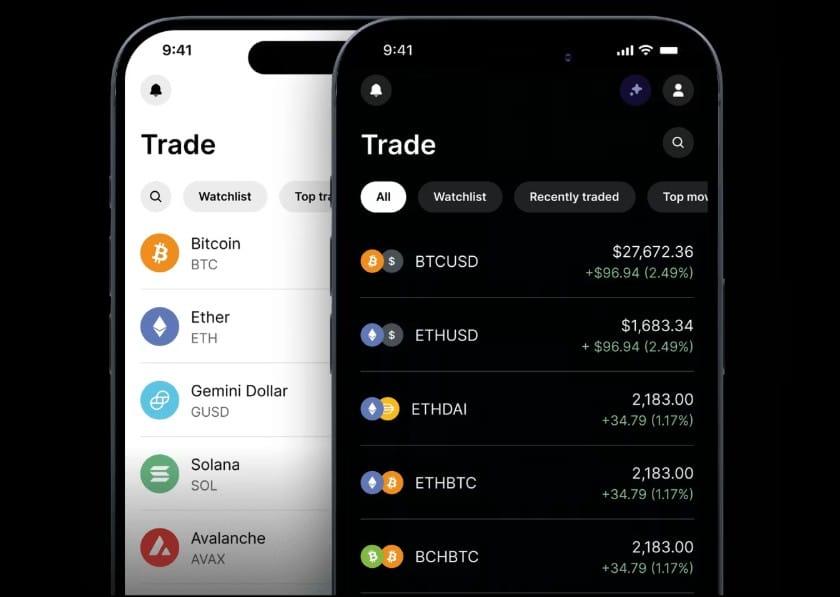 9:41
Trade
Watchlist
Top tra
Bitcoin
BTC
Ether
ETH
Gemini Dollar
GUSD
Solana
SOL
Avalanche
AVAX
9:41
Trade
All
Watchlist
Recently traded
Top mov
BTCUSD
$27,672.36
+$96.94 (2.49%)
ETHUSD
$1,683.34
+ $96.94 (2.49%)
ETHDAI
2,183.00
+34.79 (1.17%)
ETHBTC
2,183.00
+34.79 (1.17%)
BCHBTC
2,183.00
+34.79 (1.17%)